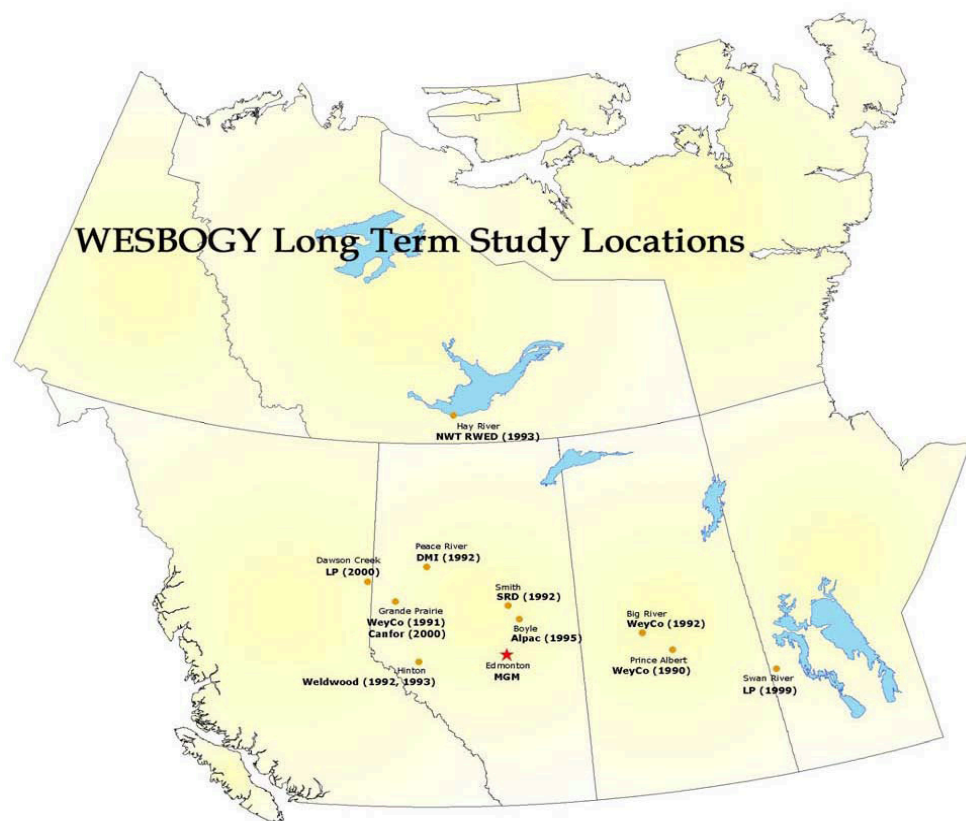 WESBOGY Long Term Study Locations
Hay River
NWT RWED (1993)
Peace River
DMI (1992)
Dawson Creek
LP (2000)
Smith
SRD (1992)
Grande Prairie
WeyCo (1991)
Canfor (2000)
Boyle
Alpac (1995)
Big River
WeyCo (1992)
Edmonton
MGM
Hinton
Weldwood (1992, 1993)
Prince Albert
WeyCo (1990)
Swan River
LP (1999)